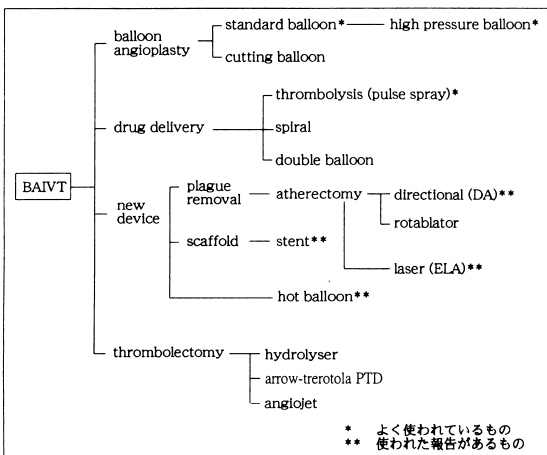 standard balloon* high pressure balloon*
balloon
angioplasty
cutting balloon
thrombolysis (pulse spray)*
drug delivery spiral
double balloon
BAIVT
plague
removal atherectomy directional (DA)**
new
device
rotablator
scaffold stent**
laser (ELA)**
hot balloon**
thrombolectomy hydrolyser
arrow-trerotola PTD
angiojet
* よく使われているもの
** 使われた報告があるもの